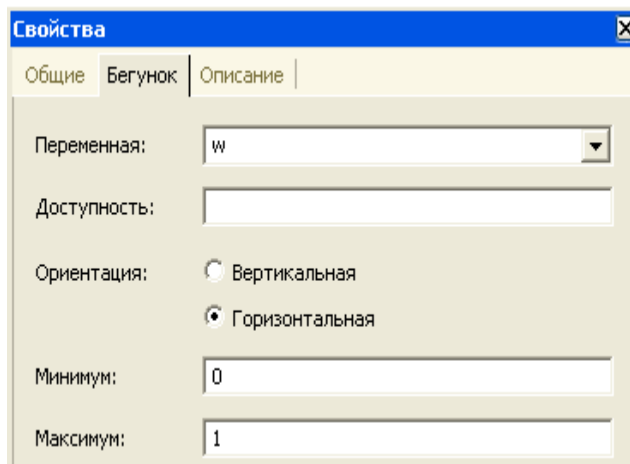 Свойства
Общие Бегунок Описание
Переменная: w
Доступность:
Ориентация: Вертикальная
Горизонтальная
Минимум: 0
Максимум: 1